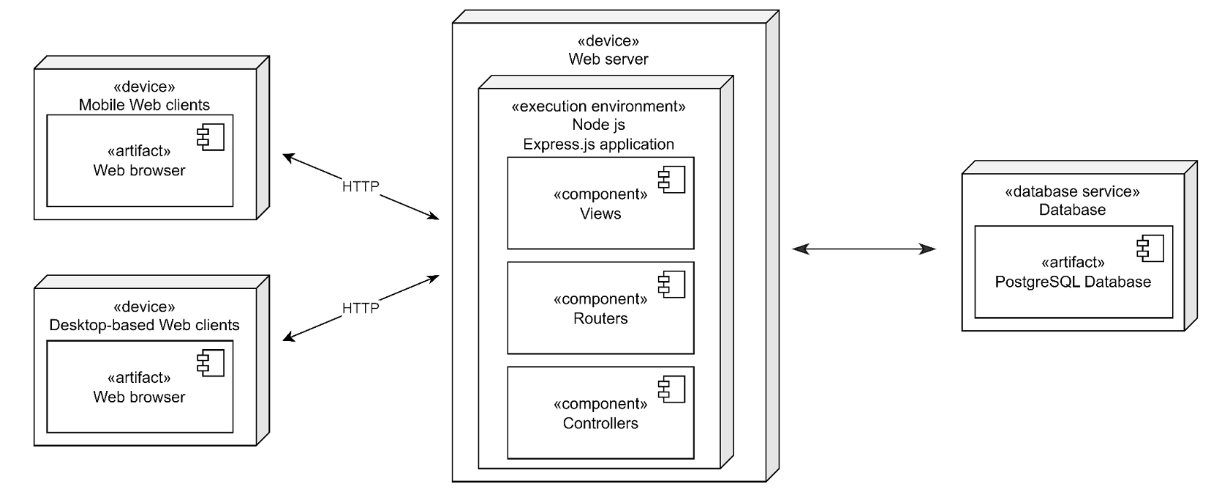 «device»
Mobile Web clients
«artifact»
Web browser
HTTP
«device»
Desktop-based Web clients
«artifact»
Web browser
HTTP
«device»
Web server
«execution environment»
Node js
Express.js application
«component»
Views
«component»
Routers
«component»
Controllers
«database service»
Database
«artifact»
PostgreSQL Database